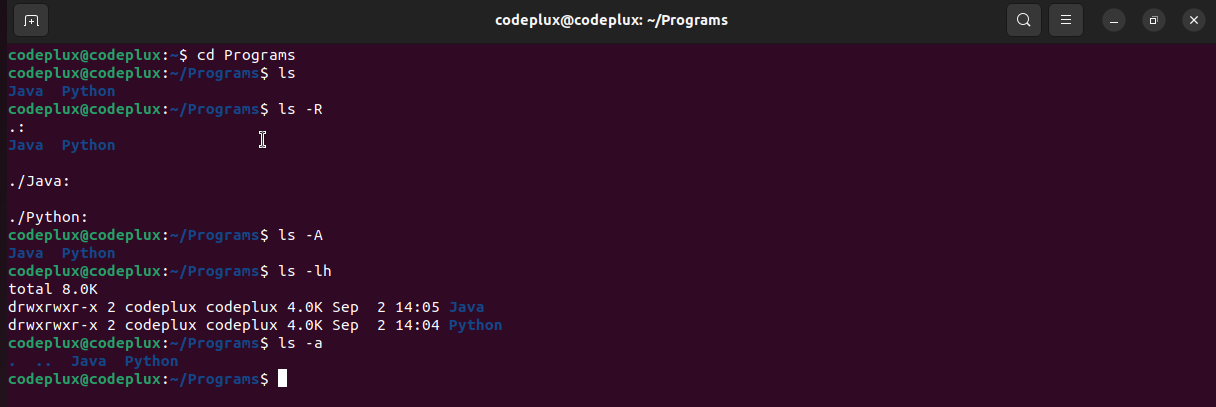 codeplux@codeplux: ~/Programs
codeplux@codeplux:~$ cd Programs
codeplux@codeplux:~/Programs$ ls
Java  Python
codeplux@codeplux:~/Programs$ ls -R
.:
Java  Python
./Java:
./Python:
codeplux@codeplux:~/Programs$ ls -A
Java  Python
codeplux@codeplux:~/Programs$ ls -lh
total 8.0K
drwxrwxr-x 2 codeplux codeplux 4.0K Sep  2 14:05 Java
drwxrwxr-x 2 codeplux codeplux 4.0K Sep  2 14:04 Python
codeplux@codeplux:~/Programs$ ls -a
.  ..  Java  Python
codeplux@codeplux:~/Programs$